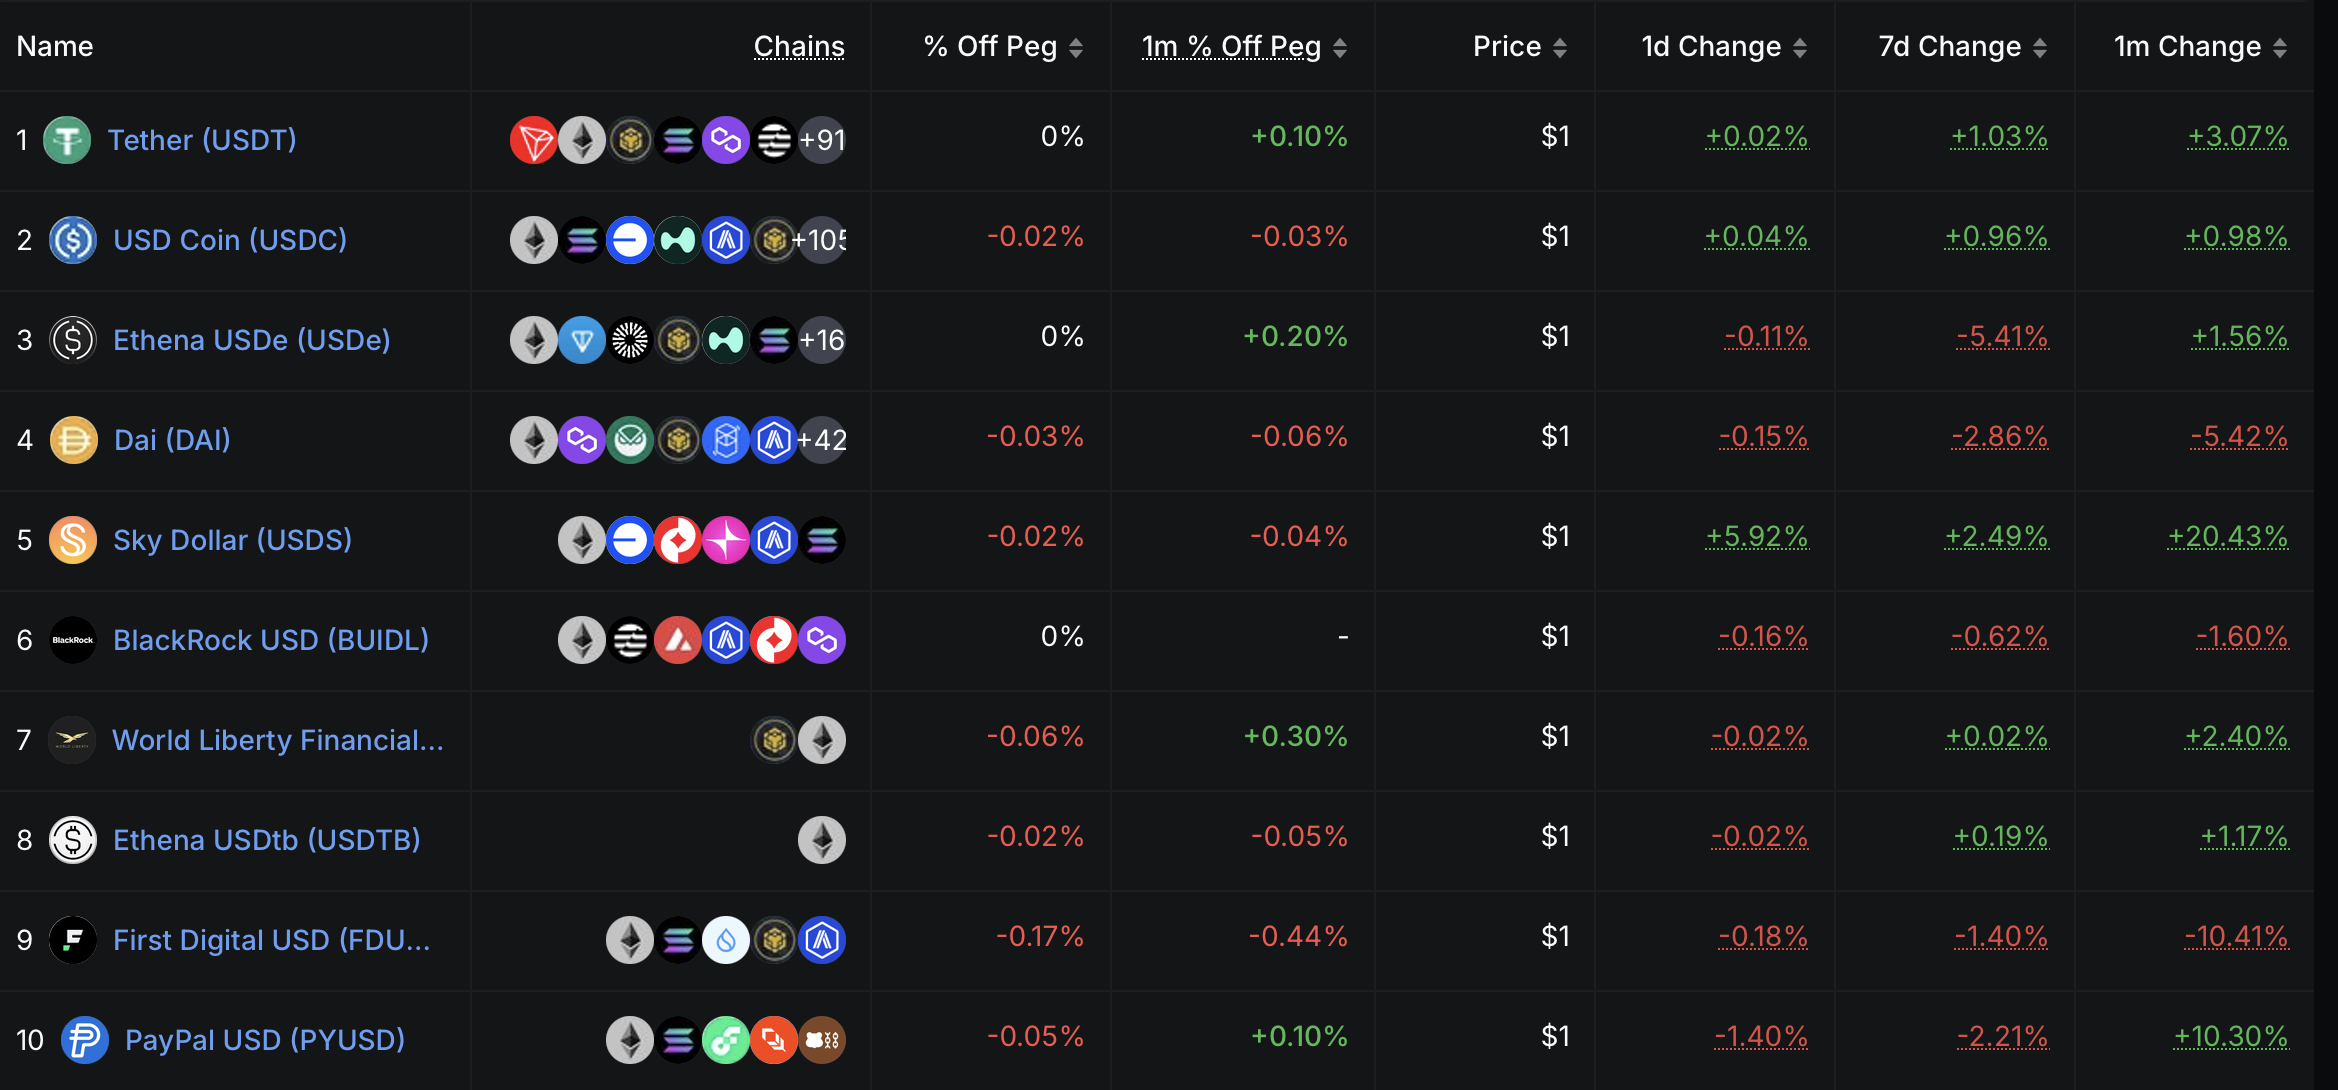 Name Chains % Off Peg 1m % Off Peg Price 1d Change 7d Change 1m Change
1 Tether (USDT) +91 0% +0.10% $1 +0.02% +1.03% +3.07%
2 USD Coin (USDC) +105 -0.02% -0.03% $1 +0.04% +0.96% +0.98%
3 Ethena USDe (USDe) +16 0% +0.20% $1 -0.11% -5.41% +1.56%
4 Dai (DAI) +42 -0.03% -0.06% $1 -0.15% -2.86% -5.42%
5 Sky Dollar (USDS) -0.02% -0.04% $1 +5.92% +2.49% +20.43%
6 BlackRock BlackRock USD (BUIDL) 0% - $1 -0.16% -0.62% -1.60%
7 World Liberty Financial... -0.06% +0.30% $1 -0.02% +0.02% +2.40%
8 Ethena USDtb (USDTB) -0.02% -0.05% $1 -0.02% +0.19% +1.17%
9 First Digital USD (FDU... -0.17% -0.44% $1 -0.18% -1.40% -10.41%
10 PayPal USD (PYUSD) -0.05% +0.10% $1 -1.40% -2.21% +10.30%